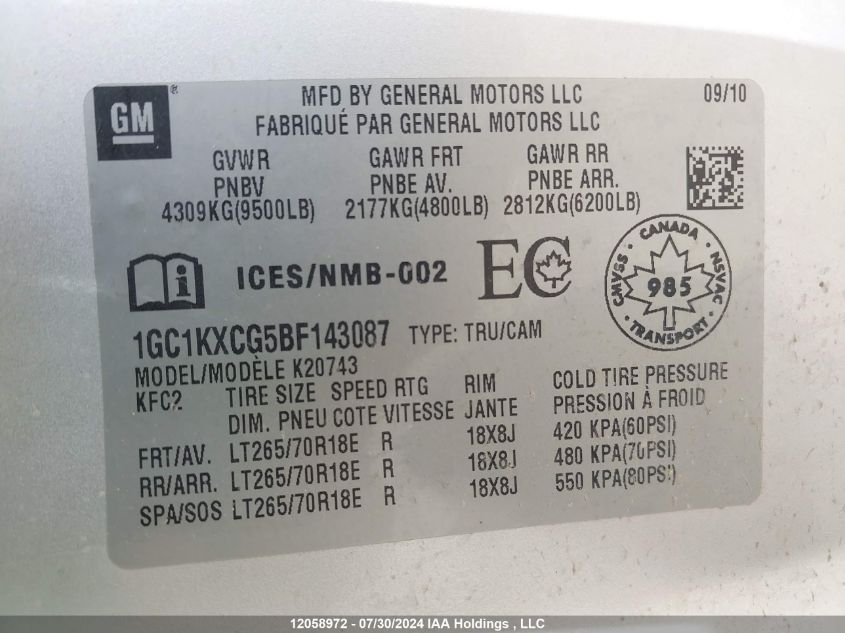 GM®
MFD BY GENERAL MOTORS LLC 09/10
FABRIQUÉ PAR GENERAL MOTORS LLC
GVWR GAWR FRT GAWR RR
PNBV PNBE AV. PNBE ARR.
4309KG(9500LB) 2177KG(4800LB) 2812KG(6200LB)
ICES/NMB-002 EC
CANADA
CMVSS 985 NSVAC
TRANSPORT
1GC1KXCG5BF143087 TYPE: TRU/CAM
MODEL/MODÈLE K20743
KFC2 TIRE SIZE SPEED RTG RIM COLD TIRE PRESSURE
DIM. PNEU COTE VITESSE JANTE PRESSION À FROID
FRT/AV. LT265/70R18E R 18X8J 420 KPA(60PSI)
RR/ARR. LT265/70R18E R 18X8J 480 KPA(70PSI)
SPA/SOS LT265/70R18E R 18X8J 550 KPA(80PSI)
12058972 - 07/30/2024 IAA Holdings , LLC